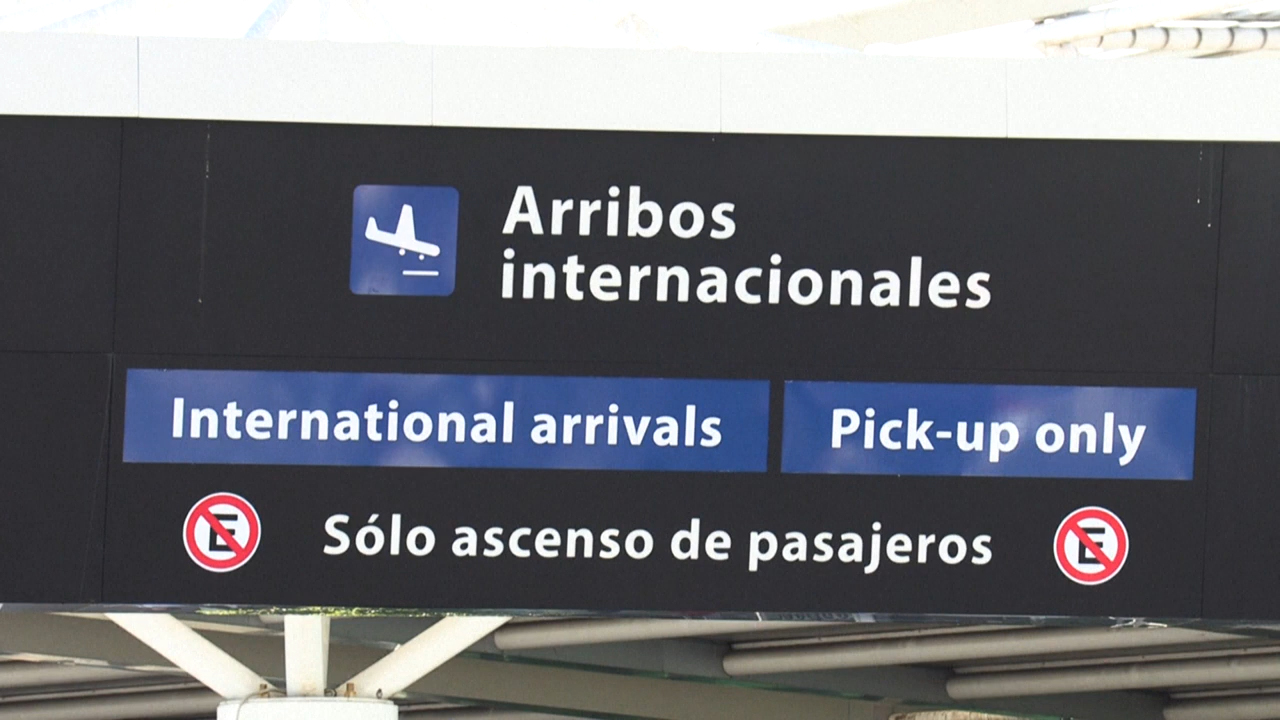 Arribos
internacionales
International arrivals
Pick-up only
E Sólo ascenso de pasajeros E